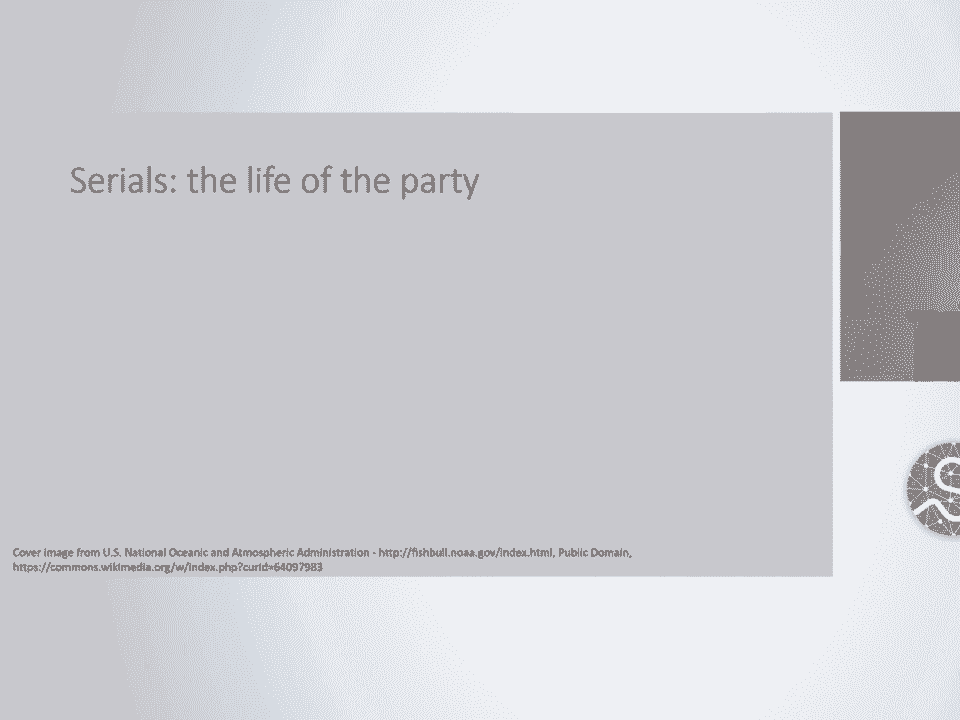 Serials: the life of the party
Cover image from U.S. National Oceanic and Atmospheric Administration - http://fishbull.noaa.gov/index.html, Public Domain,
https://commons.wikimedia.org/w/index.php?curid=64097983